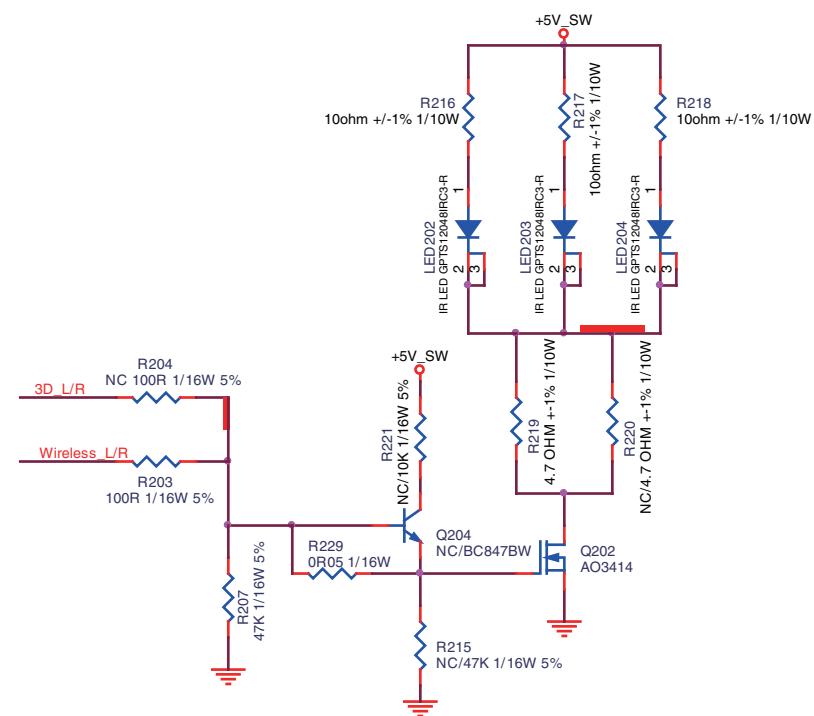 +5V_SW
R216
10ohm +/-1% 1/10W
R217
10ohm +/-1% 1/10W
R218
10ohm +/-1% 1/10W
1
1
1
LED202
IR LED GPTS12048IRC3-R
LED203
IR LED GPTS12048IRC3-R
LED204
IR LED GPTS12048IRC3-R
2
3
2
3
2
3
R219
4.7 OHM +-1% 1/10W
R220
NC/4.7 OHM +-1% 1/10W
+5V_SW
R221
NC/10K 1/16W 5%
R204
NC 100R 1/16W 5%
3D_L/R
Wireless_L/R
R203
100R 1/16W 5%
Q204
NC/BC847BW
R229
0R05 1/16W
Q202
AO3414
R207
47K 1/16W 5%
R215
NC/47K 1/16W 5%